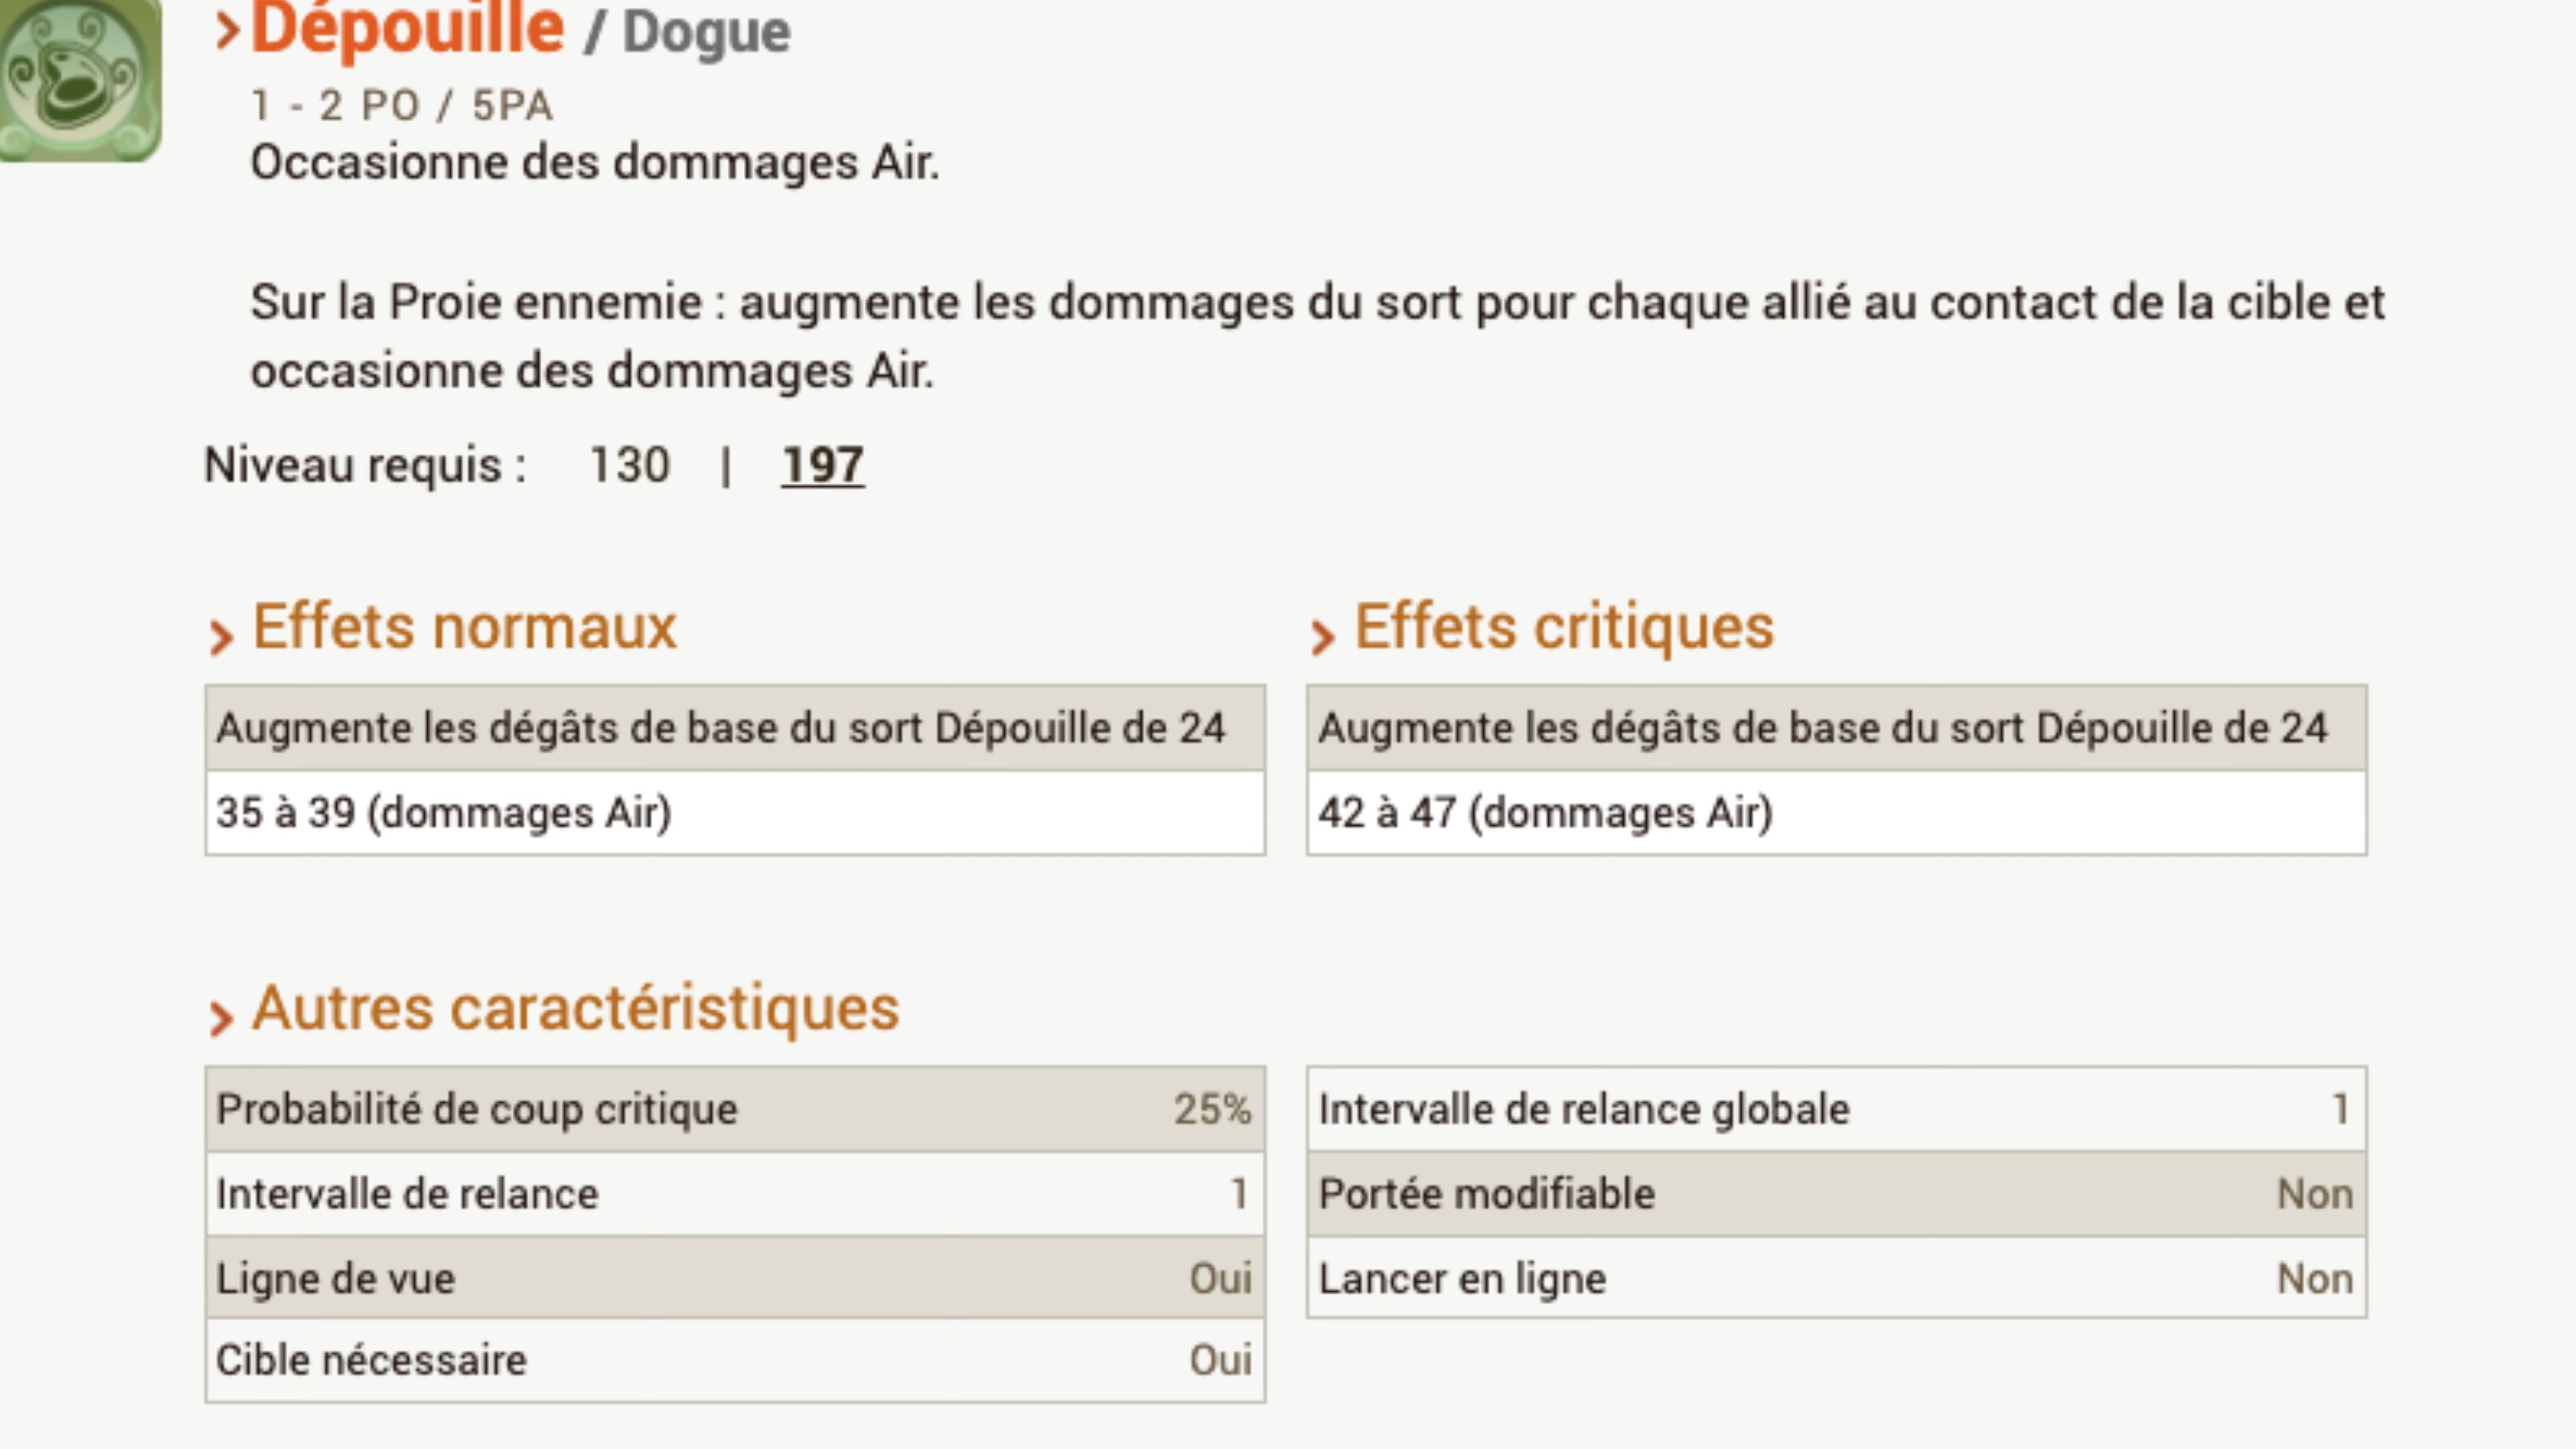 Dépouille / Dogue
1 - 2 PO / 5PA
Occasionne des dommages Air.
Sur la Proie ennemie : augmente les dommages du sort pour chaque allié au contact de la cible et
occasionne des dommages Air.
Niveau requis : 130 | 197
Effets normaux
Augmente les dégâts de base du sort Dépouille de 24
35 à 39 (dommages Air)
Effets critiques
Augmente les dégâts de base du sort Dépouille de 24
42 à 47 (dommages Air)
Autres caractéristiques
Probabilité de coup critique 25%
Intervalle de relance 1
Ligne de vue Oui
Cible nécessaire Oui
Intervalle de relance globale 1
Portée modifiable Non
Lancer en ligne Non